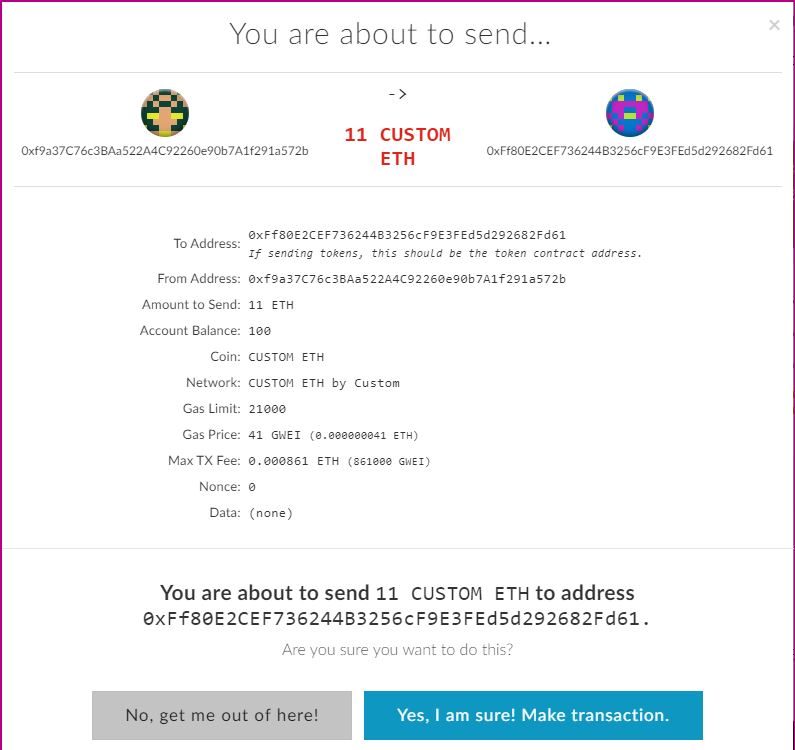 ×
You are about to send...
->
11 CUSTOM
ETH
0xf9a37C76c3BAa522A4C92260e90b7A1f291a572b
0xFf80E2CEF736244B3256cF9E3FEd5d292682Fd61
To Address: 0xFf80E2CEF736244B3256cF9E3FEd5d292682Fd61
If sending tokens, this should be the token contract address.
From Address: 0xf9a37C76c3BAa522A4C92260e90b7A1f291a572b
Amount to Send: 11 ETH
Account Balance: 100
Coin: CUSTOM ETH
Network: CUSTOM ETH by Custom
Gas Limit: 21000
Gas Price: 41 GWEI (0.000000041 ETH)
Max TX Fee: 0.000861 ETH (861000 GWEI)
Nonce: 0
Data: (none)
You are about to send 11 CUSTOM ETH to address
0xFf80E2CEF736244B3256cF9E3FEd5d292682Fd61.
Are you sure you want to do this?
No, get me out of here!
Yes, I am sure! Make transaction.